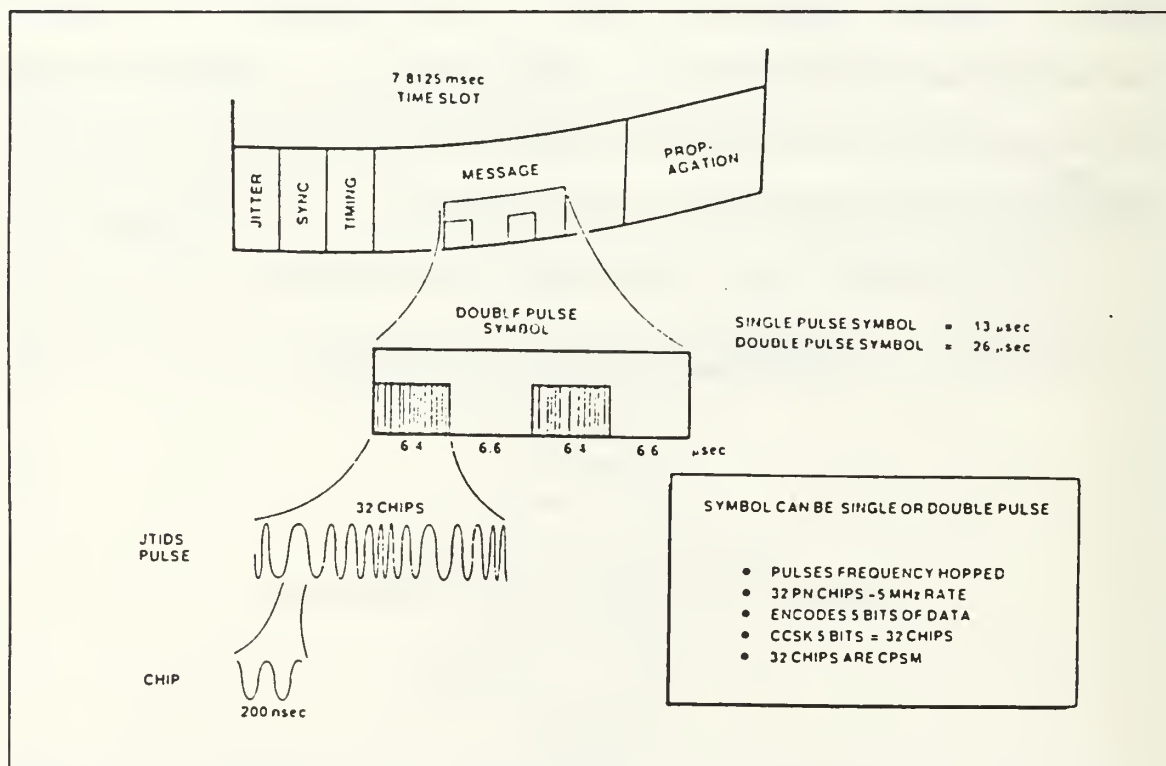 7.8125 msec
TIME SLOT
JITTER
SYNC
TIMING
MESSAGE
PROP-
AGATION
DOUBLE PULSE
SYMBOL
SINGLE PULSE SYMBOL = 13 μsec
DOUBLE PULSE SYMBOL = 26 μsec
6.4 6.6 6.4 6.6 μsec
32 CHIPS
JTIDS
PULSE
CHIP
200 nsec
SYMBOL CAN BE SINGLE OR DOUBLE PULSE
• PULSES FREQUENCY HOPPED
• 32 PN CHIPS - 5 MHz RATE
• ENCODES 5 BITS OF DATA
• CCSK 5 BITS = 32 CHIPS
• 32 CHIPS ARE CPSM